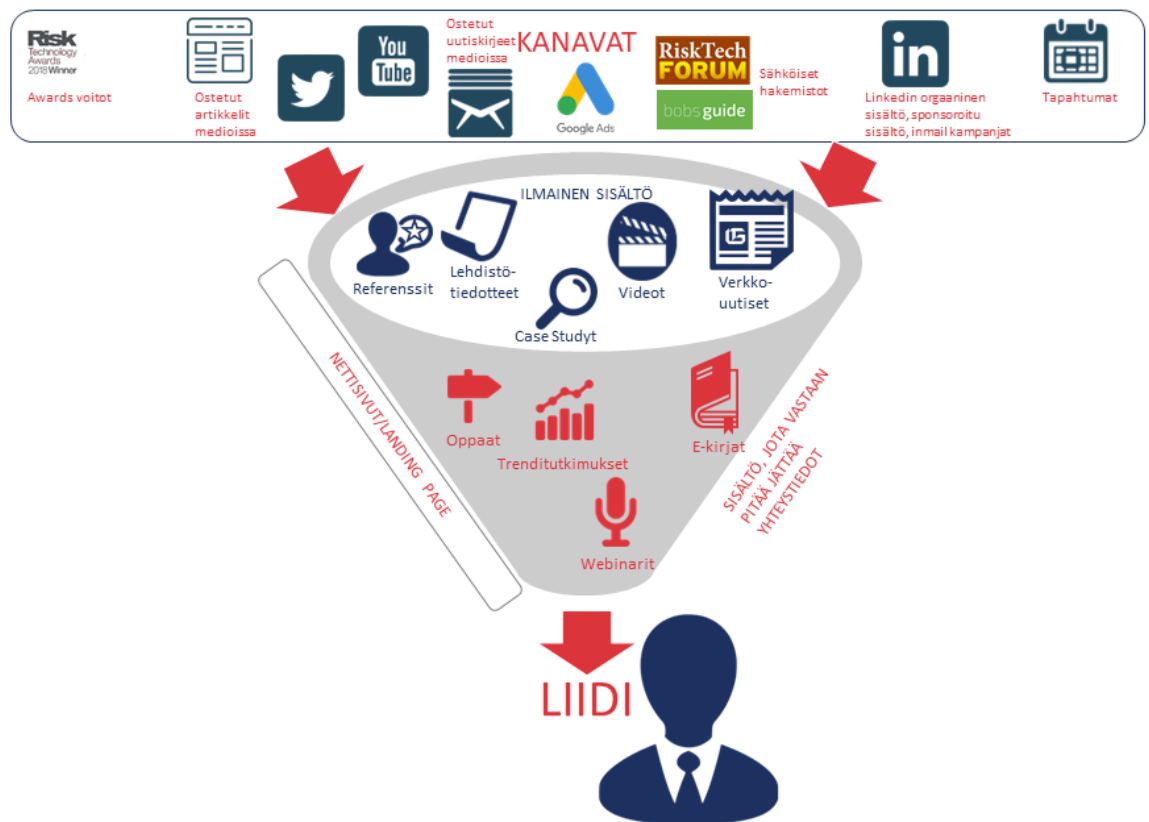 Risk
Technology
Awards
2018 Winner
Awards voitot
Ostetut
artikkelit
medioissa
You
Tube
Ostetut
uutiskirjeet
medioissa
KANAVAT
Google Ads
RiskTech
FORUM
bobsguide
Sähköiset
hakemistot
in
Linkedin orgaaninen
sisältö, sponsoroitu
sisältö, inmail kampanjat
Tapahtumat
ILMAINEN SISÄLTÖ
Referenssit
Lehdistö-
tiedotteet
Case Studyt
Videot
Verkko-
uutiset
NETTISIVUT/LANDING PAGE
Oppaat
Trenditutkimukset
E-kirjat
Webinarit
SISÄLTÖ, JOTA VASTAAN
PITÄÄ JÄTTÄÄ
YHTEYSTIEDOT
LIIDI